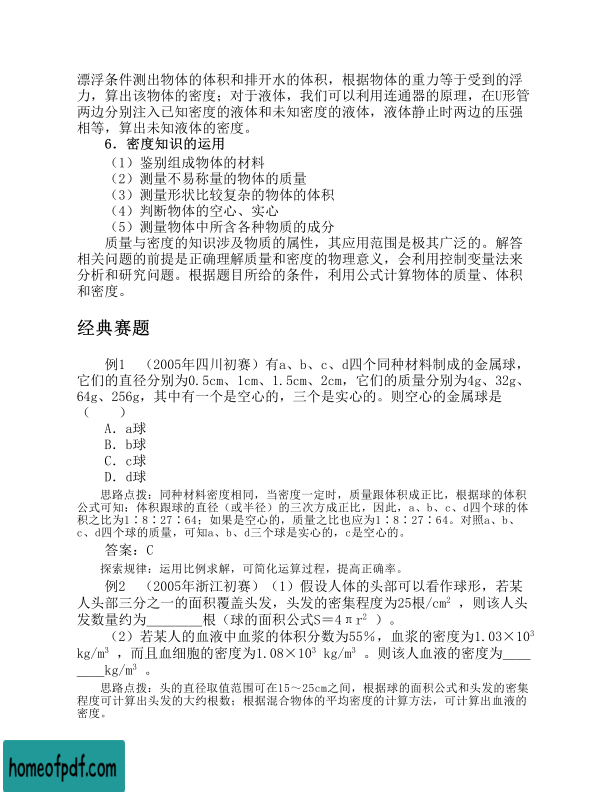 漂浮条件测出物体的体积和排开水的体积，根据物体的重力等于受到的浮
力，算出该物体的密度；对于液体，我们可以利用连通器的原理，在U形管
两边分别注入已知密度的液体和未知密度的液体，液体静止时两边的压强
相等，算出未知液体的密度。
6．密度知识的运用
（1）鉴别组成物体的材料
（2）测量不易称量的物体的质量
（3）测量形状比较复杂的物体的体积
（4）判断物体的空心、实心
（5）测量物体中所含各种物质的成分
质量与密度的知识涉及物质的属性，其应用范围是极其广泛的。解答
相关问题的前提是正确理解质量和密度的物理意义，会利用控制变量法来
分析和研究问题。根据题目所给的条件，利用公式计算物体的质量、体积
和密度。
经典赛题
例1　（2005年四川初赛）有a、b、c、d四个同种材料制成的金属球，
它们的直径分别为0.5cm、1cm、1.5cm、2cm，它们的质量分别为4g、32g、
64g、256g，其中有一个是空心的，三个是实心的。则空心的金属球是
（　　）
A．a球
B．b球
C．c球
D．d球
思路点拨：同种材料密度相同，当密度一定时，质量跟体积成正比，根据球的体积
公式可知：体积跟球的直径（或半径）的三次方成正比，因此，a、b、c、d四个球的体
积之比为1∶8∶27∶64；如果是空心的，质量之比也应为1∶8∶27∶64。对照a、b、
c、d四个球的质量，可知a、b、d三个球是实心的，c是空心的。
答案：C
探索规律：运用比例求解，可简化运算过程，提高正确率。
例2　（2005年浙江初赛）（1）假设人体的头部可以看作球形，若某
人头部三分之一的面积覆盖头发，头发的密集程度为25根/cm² ，则该人头
发数量约为________根（球的面积公式S＝4πr² ）。
（2）若某人的血液中血浆的体积分数为55%，血浆的密度为1.03×10³
kg/m³ ，而且血细胞的密度为1.08×10³ kg/m³ 。则该人血液的密度为____
____kg/m³ 。
思路点拨：头的直径取值范围可在15～25cm之间，根据球的面积公式和头发的密集
程度可计算出头发的大约根数；根据混合物体的平均密度的计算方法，可计算出血液的
密度。
homeofpdf.com